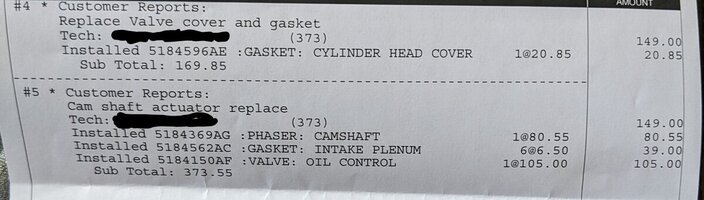 AMOUNT
#4 * Customer Reports:
Replace Valve cover and gasket
Tech: (373) 149.00
Installed 5184596AE :GASKET: CYLINDER HEAD COVER 1@20.85 20.85
Sub Total: 169.85
#5 * Customer Reports:
Cam shaft actuator replace
Tech: (373) 149.00
Installed 5184369AG :PHASER: CAMSHAFT 1@80.55 80.55
Installed 5184562AC :GASKET: INTAKE PLENUM 6@6.50 39.00
Installed 5184150AF :VALVE: OIL CONTROL 1@105.00 105.00
Sub Total: 373.55